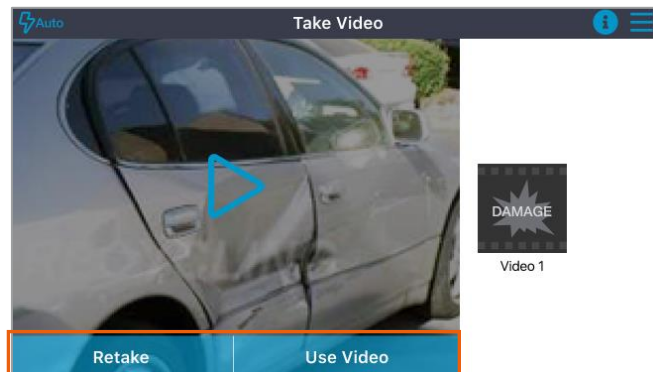 Auto
Take Video
i
DAMAGE
Video 1
Retake
Use Video